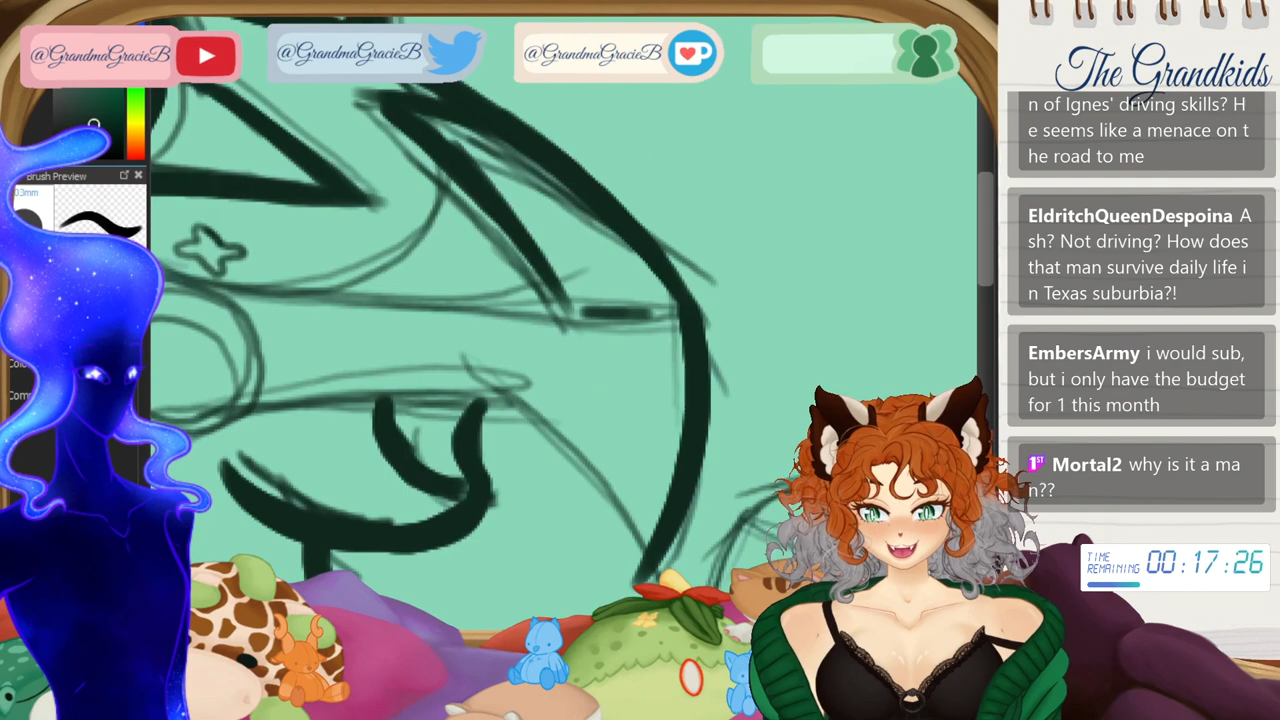 @GrandmaGracieB
@GrandmaGracieB
@GrandmaGracieB
The Grandkids
n of Ignes' driving skills? H
e seems like a menace on t
he road to me
EldritchQueenDespoina A
sh? Not driving? How does
that man survive daily life i
n Texas suburbia?!
EmbersArmy i would sub,
but i only have the budget
for 1 this month
1ST Mortal2 why is it a ma
n??
TIME
REMAINING 00:17:26
Brush Preview